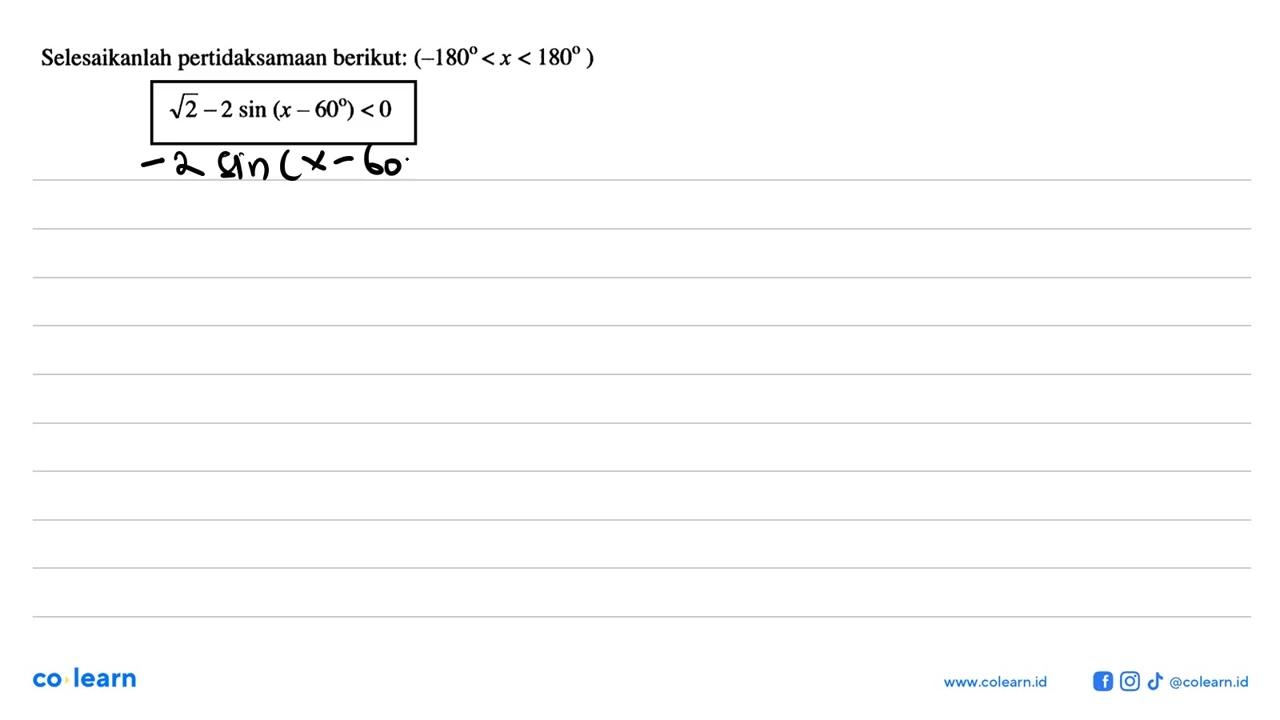 Selesaikanlah pertidaksamaan berikut: (–180° < x < 180° )
√2 – 2 sin (x – 60°) < 0
-2 sin (x - 60.
co learn
www.colearn.id
@colearn.id